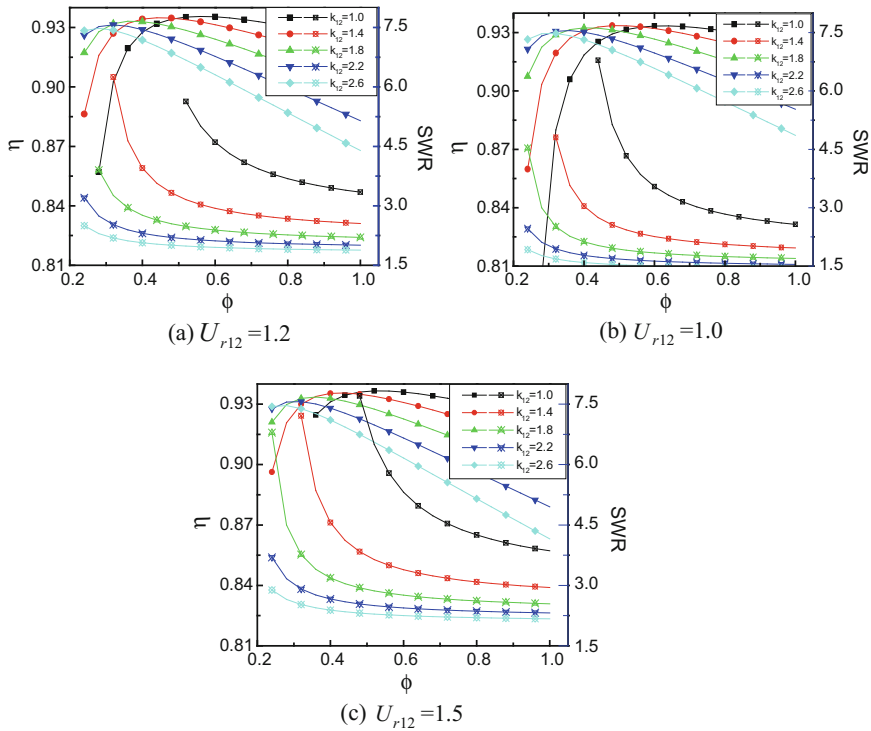 0.93
0.90
0.87
0.84
0.81
η
0.2 0.4 0.6 0.8 1.0
ϕ
7.5
6.0
4.5
3.0
1.5
SWR
k12=1.0
k12=1.4
k12=1.8
k12=2.2
k12=2.6
(a) Ur12 =1.2
0.93
0.90
0.87
0.84
0.81
η
0.2 0.4 0.6 0.8 1.0
ϕ
7.5
6.0
4.5
3.0
1.5
SWR
k12=1.0
k12=1.4
k12=1.8
k12=2.2
k12=2.6
(b) Ur12 =1.0
0.93
0.90
0.87
0.84
0.81
η
0.2 0.4 0.6 0.8 1.0
ϕ
7.5
6.0
4.5
3.0
1.5
SWR
k12=1.0
k12=1.4
k12=1.8
k12=2.2
k12=2.6
(c) Ur12 =1.5